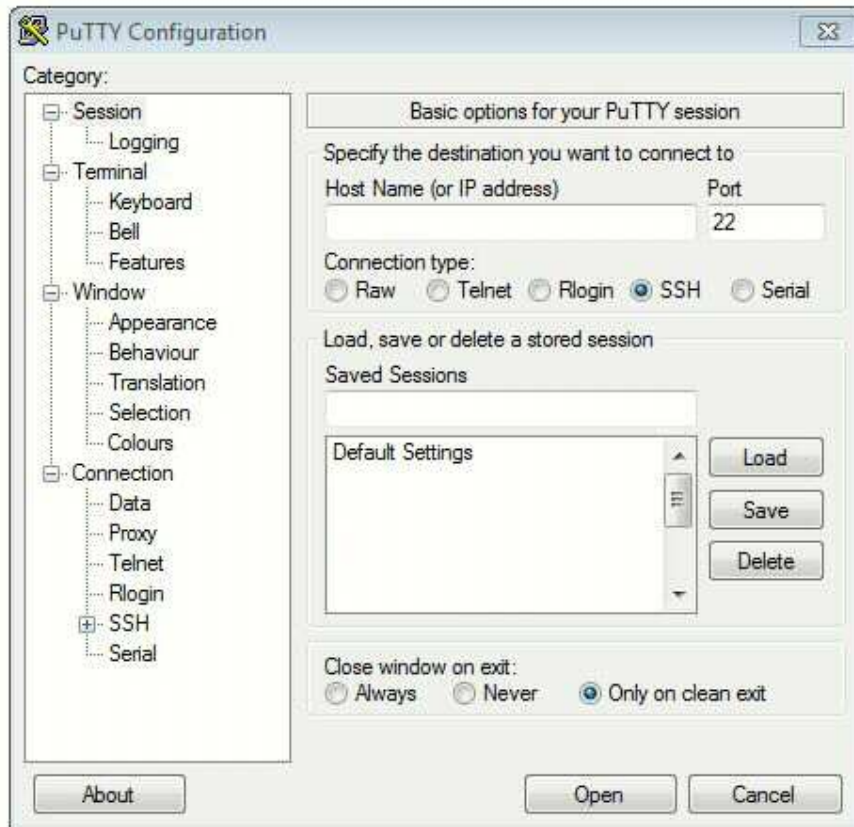 PuTTY Configuration
Category:
Session
Logging
Terminal
Keyboard
Bell
Features
Window
Appearance
Behaviour
Translation
Selection
Colours
Connection
Data
Proxy
Telnet
Rlogin
SSH
Serial
Basic options for your PuTTY session
Specify the destination you want to connect to
Host Name (or IP address) Port
22
Connection type:
Raw Telnet Rlogin SSH Serial
Load, save or delete a stored session
Saved Sessions
Default Settings
Load
Save
Delete
Close window on exit:
Always Never Only on clean exit
About Open Cancel